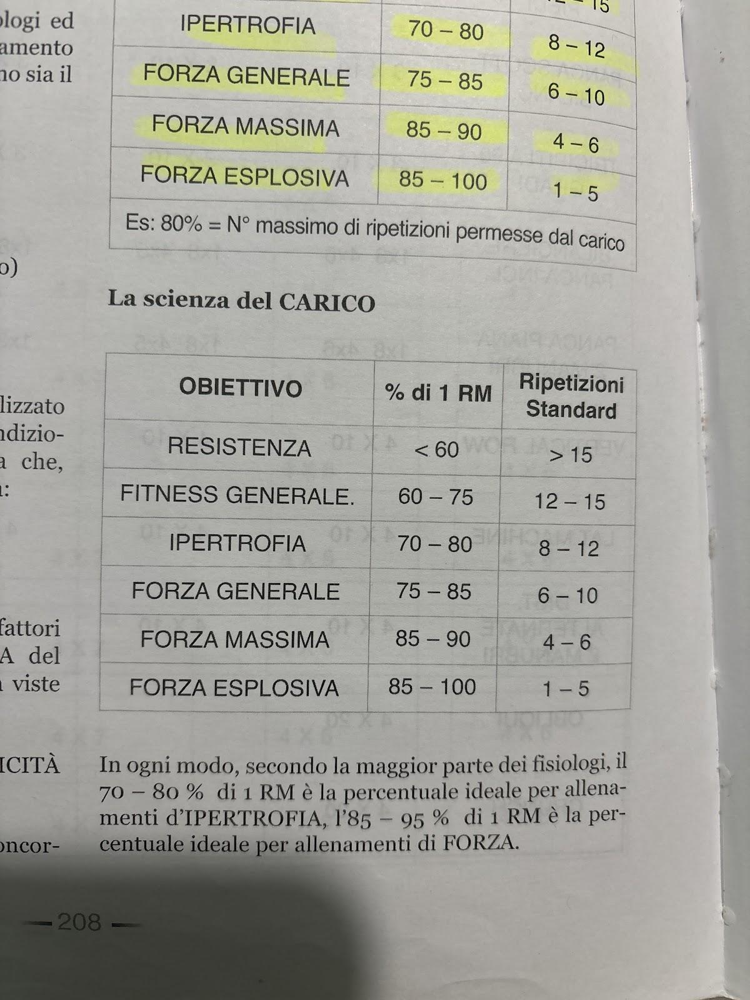 ologi ed
amento
no sia il
o)
lizzato
ndizio-
a che,
:
fattori
A del
viste
ICITÀ
oncor-
– 15
IPERTROFIA 70 – 80 8 – 12
FORZA GENERALE 75 – 85 6 – 10
FORZA MASSIMA 85 – 90 4 – 6
FORZA ESPLOSIVA 85 – 100 1 – 5
Es: 80% = N° massimo di ripetizioni permesse dal carico
La scienza del CARICO
OBIETTIVO % di 1 RM Ripetizioni Standard
RESISTENZA < 60 > 15
FITNESS GENERALE. 60 – 75 12 – 15
IPERTROFIA 70 – 80 8 – 12
FORZA GENERALE 75 – 85 6 – 10
FORZA MASSIMA 85 – 90 4 – 6
FORZA ESPLOSIVA 85 – 100 1 – 5
In ogni modo, secondo la maggior parte dei fisiologi, il
70 – 80 % di 1 RM è la percentuale ideale per allena-
menti d'IPERTROFIA, l'85 – 95 % di 1 RM è la per-
centuale ideale per allenamenti di FORZA.
— 208 —